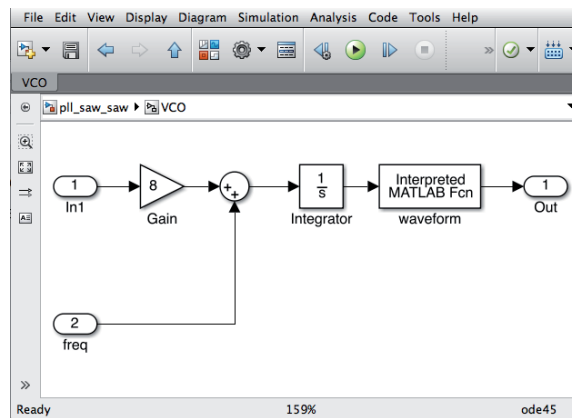 File Edit View Display Diagram Simulation Analysis Code Tools Help
VCO
pll_saw_saw VCO
1
In1
8
Gain
++
1
s
Integrator
Interpreted
MATLAB Fcn
waveform
1
Out
2
freq
Ready 159% ode45